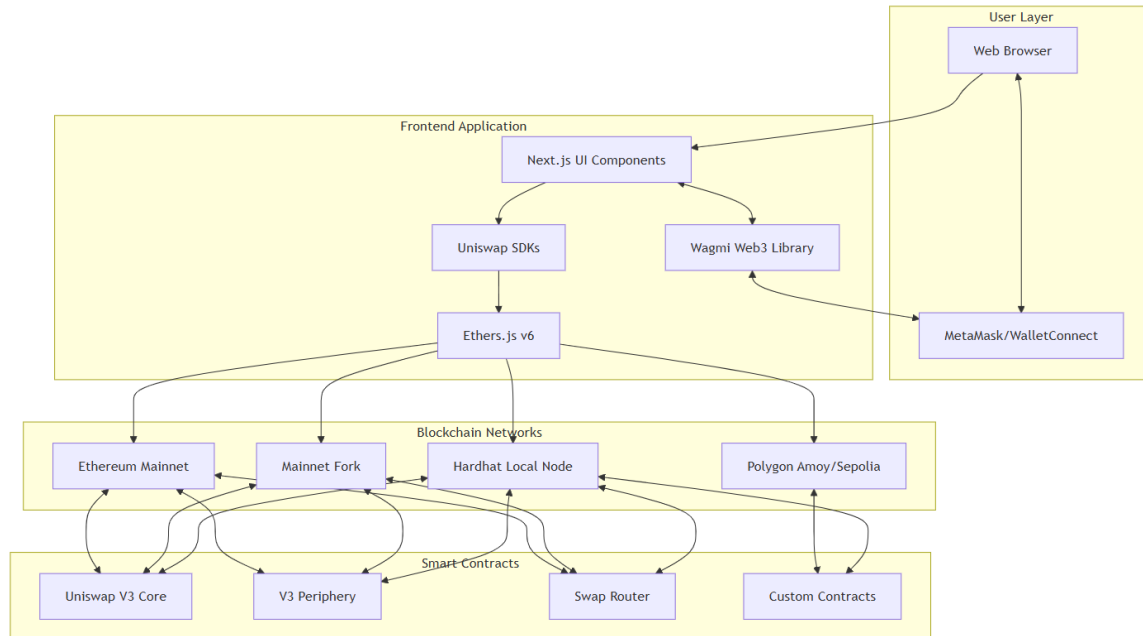 User Layer
Web Browser
Frontend Application
Next.js UI Components
Uniswap SDKs
Wagmi Web3 Library
Ethers.js v6
MetaMask/WalletConnect
Blockchain Networks
Ethereum Mainnet
Mainnet Fork
Hardhat Local Node
Polygon Amoy/Sepolia
Smart Contracts
Uniswap V3 Core
V3 Periphery
Swap Router
Custom Contracts